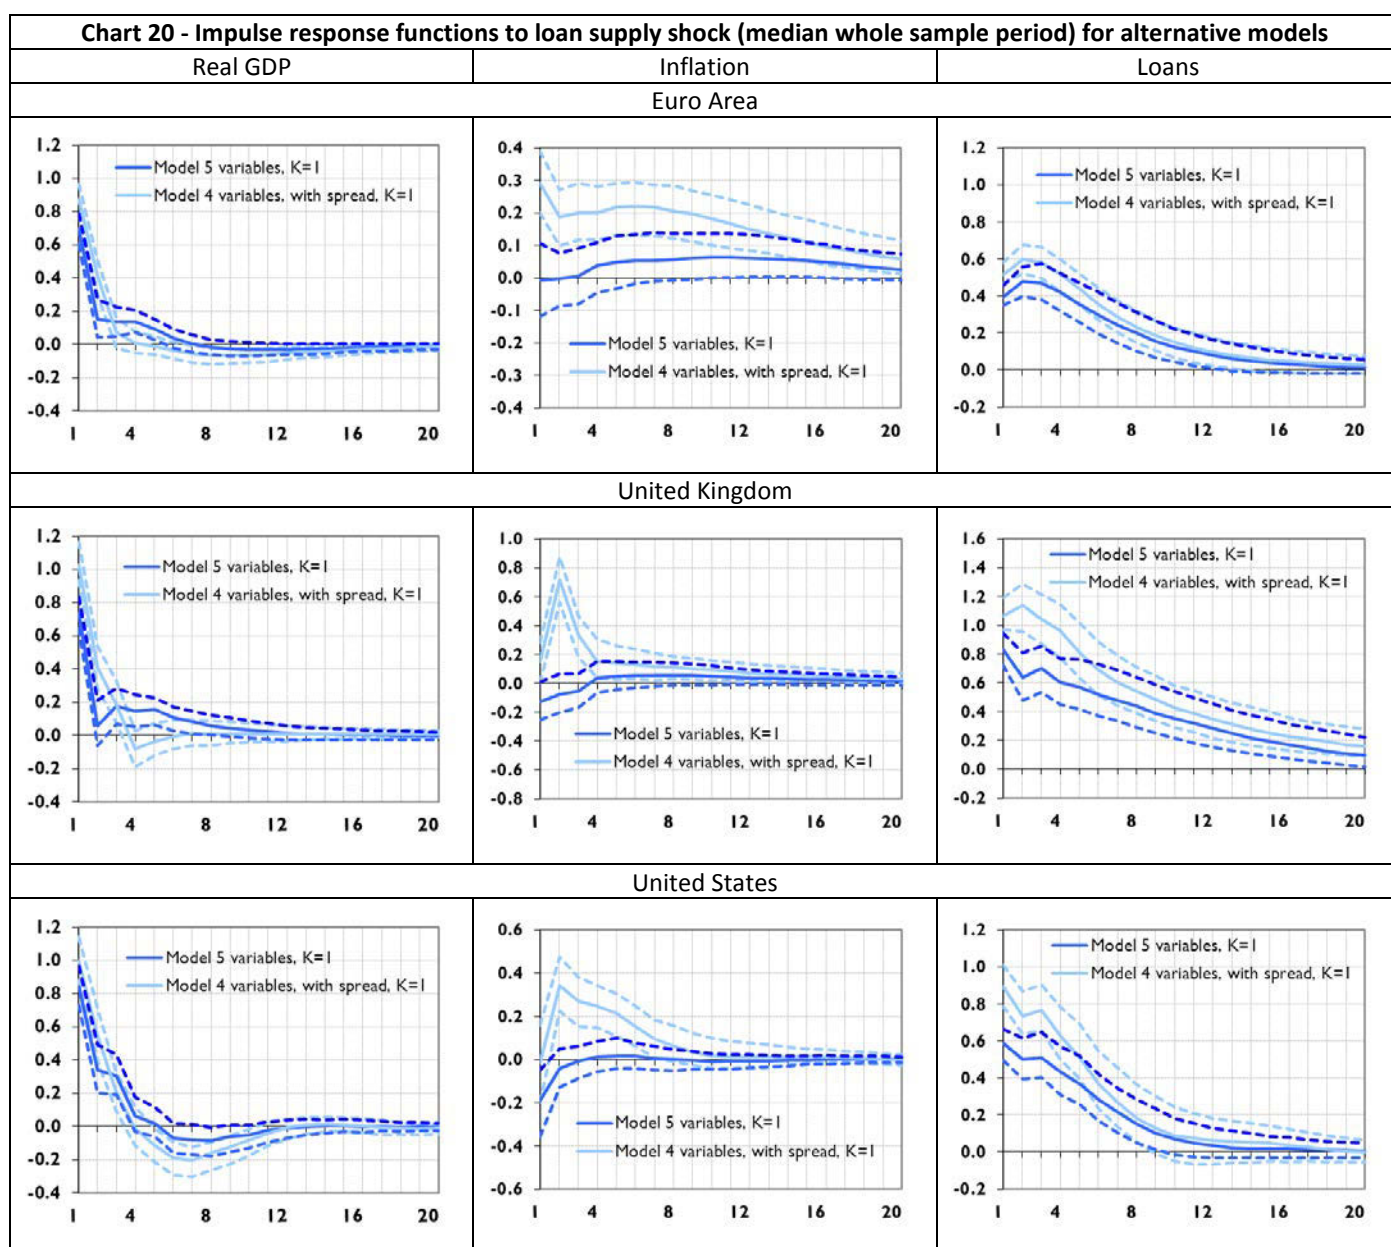 Chart 20 - Impulse response functions to loan supply shock (median whole sample period) for alternative models
Real GDP Inflation Loans
Euro Area
1.2
1.0
0.8
0.6
0.4
0.2
0.0
-0.2
-0.4
Model 5 variables, K=1
Model 4 variables, with spread, K=1
1 4 8 12 16 20
0.4
0.3
0.2
0.1
0.0
-0.1
-0.2
-0.3
-0.4
Model 5 variables, K=1
Model 4 variables, with spread, K=1
1 4 8 12 16 20
1.2
1.0
0.8
0.6
0.4
0.2
0.0
-0.2
Model 5 variables, K=1
Model 4 variables, with spread, K=1
1 4 8 12 16 20
United Kingdom
1.2
1.0
0.8
0.6
0.4
0.2
0.0
-0.2
-0.4
Model 5 variables, K=1
Model 4 variables, with spread, K=1
1 4 8 12 16 20
1.0
0.8
0.6
0.4
0.2
0.0
-0.2
-0.4
-0.6
-0.8
Model 5 variables, K=1
Model 4 variables, with spread, K=1
1 4 8 12 16 20
1.6
1.4
1.2
1.0
0.8
0.6
0.4
0.2
0.0
-0.2
Model 5 variables, K=1
Model 4 variables, with spread, K=1
1 4 8 12 16 20
United States
1.2
1.0
0.8
0.6
0.4
0.2
0.0
-0.2
-0.4
Model 5 variables, K=1
Model 4 variables, with spread, K=1
1 4 8 12 16 20
0.6
0.4
0.2
0.0
-0.2
-0.4
-0.6
Model 5 variables, K=1
Model 4 variables, with spread, K=1
1 4 8 12 16 20
1.2
1.0
0.8
0.6
0.4
0.2
0.0
-0.2
Model 5 variables, K=1
Model 4 variables, with spread, K=1
1 4 8 12 16 20